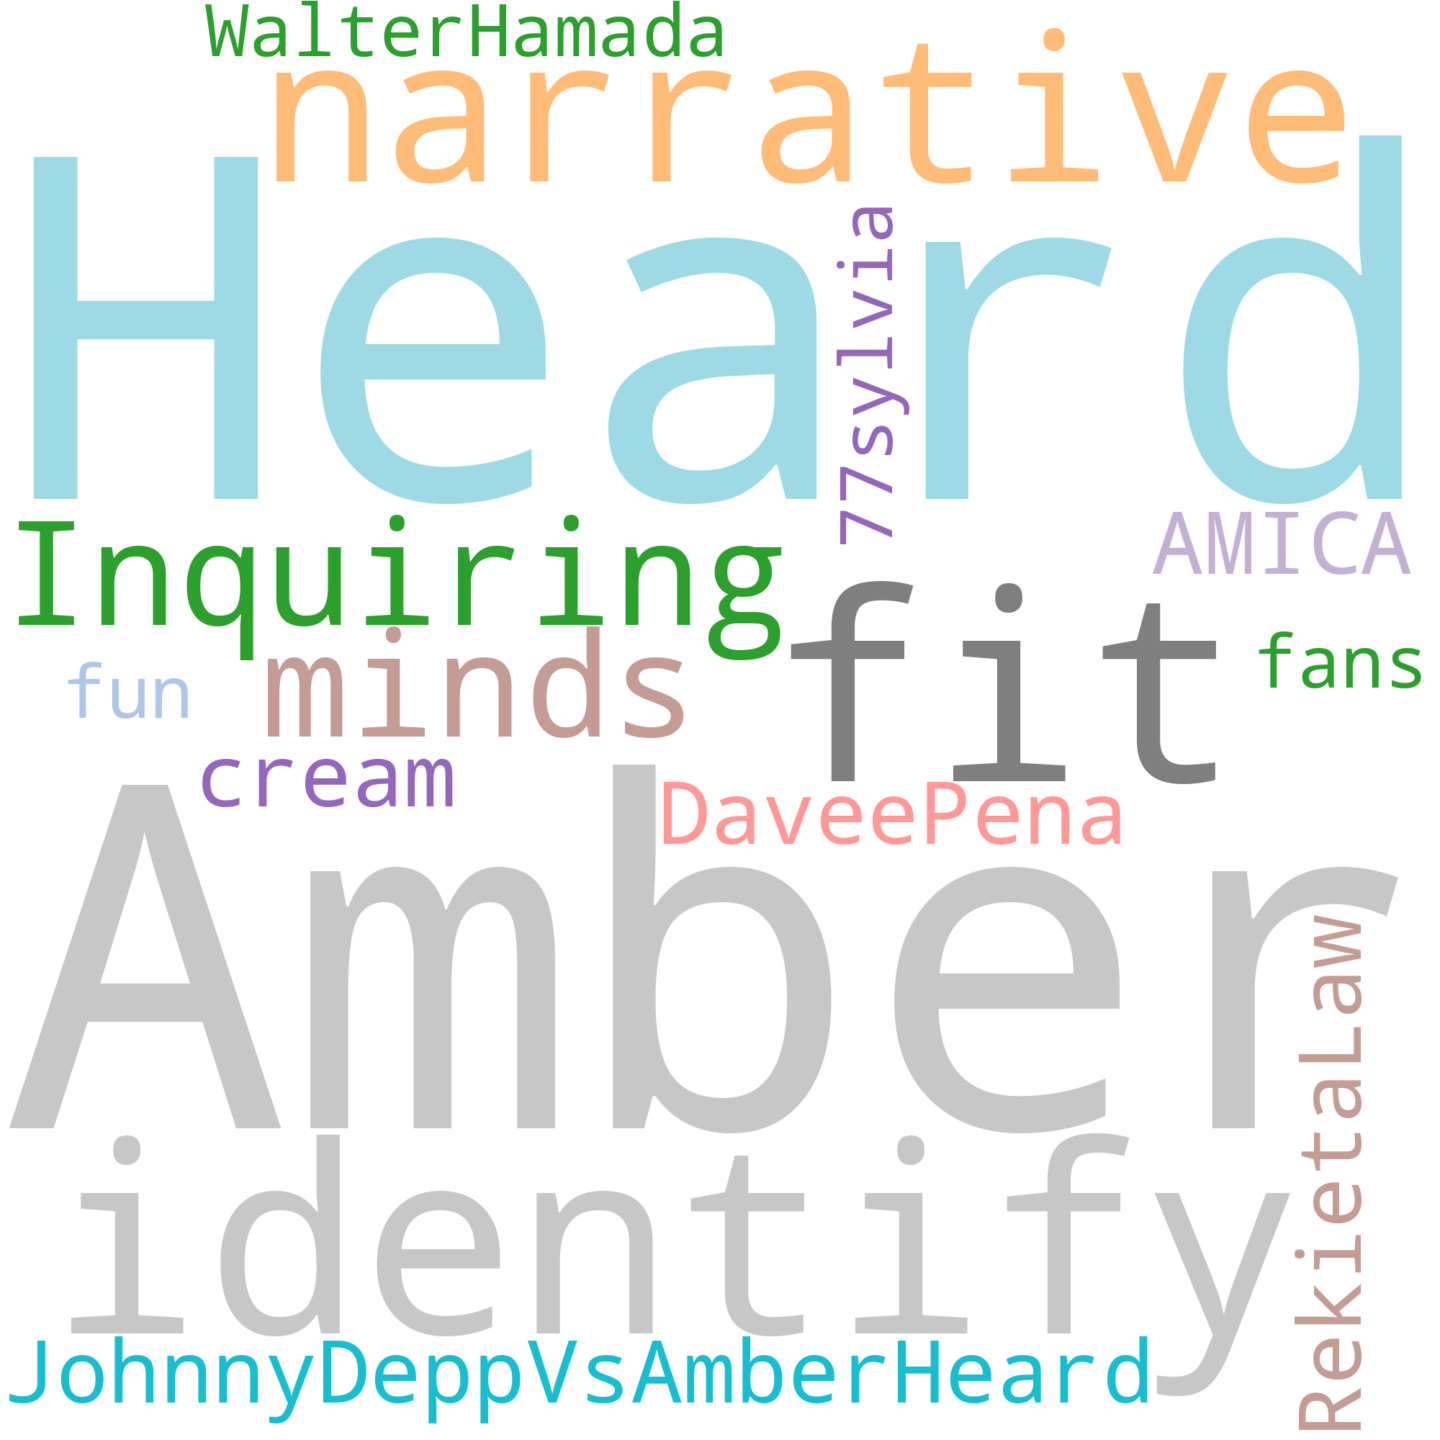 WalterHamada
narrative
Heard
77sylvia
Inquiring
AMICA
fit
fans
minds
fun
cream
DaveePena
Amber
RekietaLaw
identify
JohnnyDeppVsAmberHeard